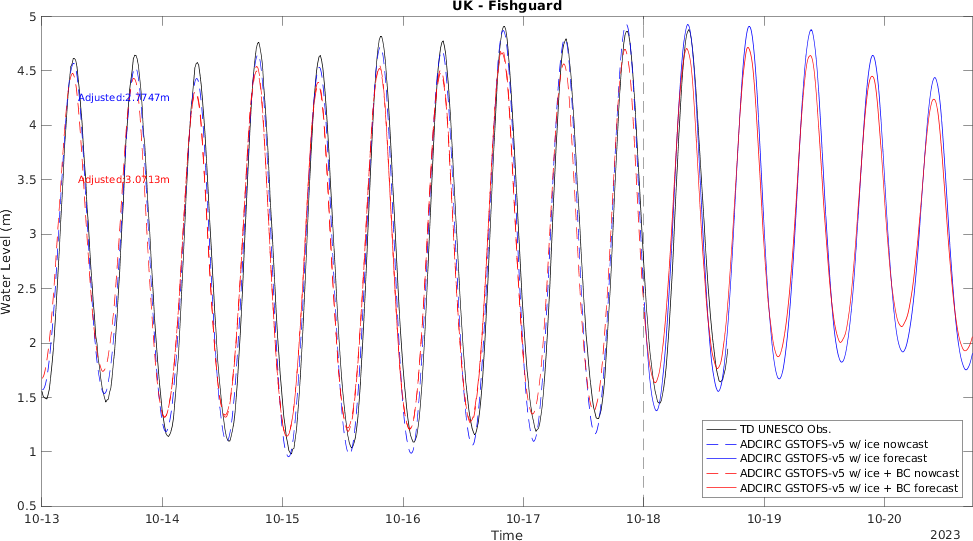 UK - Fishguard
5
4.5
4
3.5
3
2.5
2
1.5
1
0.5
Water Level (m)
Adjusted:2.7747m
Adjusted:3.0713m
TD UNESCO Obs.
ADCIRC GSTOFS-v5 w/ ice nowcast
ADCIRC GSTOFS-v5 w/ ice forecast
ADCIRC GSTOFS-v5 w/ ice + BC nowcast
ADCIRC GSTOFS-v5 w/ ice + BC forecast
10-13 10-14 10-15 10-16 10-17 10-18 10-19 10-20
Time
2023